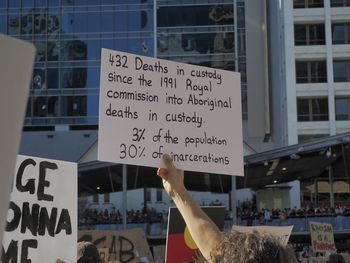 432 Deaths in custody
since the 1991 Royal
commission into Aboriginal
deaths in custody.
3% of the population
30% of incarcerations
GE
ONNA
ME